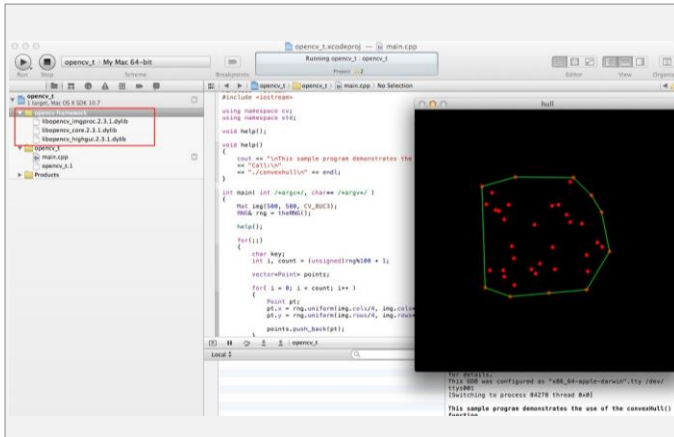 opencv_t.xcodeproj — main.cpp
opencv_t
My Mac 64-bit
Running opencv_t : opencv_t
Project 2
Run
Stop
Scheme
Breakpoints
Editor
View
opencv_t
opencv_t
main.cpp
No Selection
opencv_t
1 target, Mac OS X SDK 10.7
opencv framework
libopencv_imgproc.2.3.1.dylib
libopencv_core.2.3.1.dylib
libopencv_highgui.2.3.1.dylib
opencv_t
main.cpp
opencv_t.1
Products
#include <iostream>
using namespace cv;
using namespace std;
void help();
void help()
{
cout << "\nThis sample program demonstrates the
<< "Call:\n"
<< "./convexhull\n" << endl;
}
int main( int /*argc*/, char** /*argv*/ )
{
Mat img(500, 500, CV_8UC3);
RNG& rng = theRNG();
help();
for(;;)
{
char key;
int i, count = (unsigned)rng%100 + 1;
vector<Point> points;
for( i = 0; i < count; i++ )
{
Point pt;
pt.x = rng.uniform(img.cols/4, img.cols
pt.y = rng.uniform(img.rows/4, img.rows
points.push_back(pt);
}
hull
opencv_t
Local
for details.
This GDB was configured as "x86_64-apple-darwin".tty /dev/
ttys001
[Switching to process 84270 thread 0x0]
This sample program demonstrates the use of the convexHull()
function